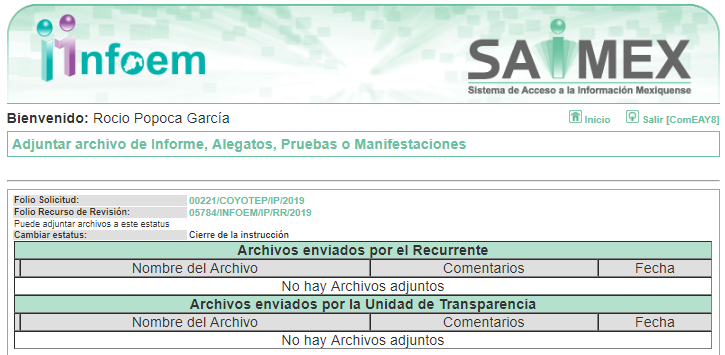 infoem
SAIMEX
Sistema de Acceso a la Información Mexiquense
Bienvenido: Rocio Popoca García
Inicio Salir [ComEAY8]
Adjuntar archivo de Informe, Alegatos, Pruebas o Manifestaciones
Folio Solicitud: 00221/COYOTEP/IP/2019
Folio Recurso de Revisión: 05784/INFOEM/IP/RR/2019
Puede adjuntar archivos a este estatus
Cambiar estatus: Cierre de la instrucción
Archivos enviados por el Recurrente
Nombre del Archivo Comentarios Fecha
No hay Archivos adjuntos
Archivos enviados por la Unidad de Transparencia
Nombre del Archivo Comentarios Fecha
No hay Archivos adjuntos